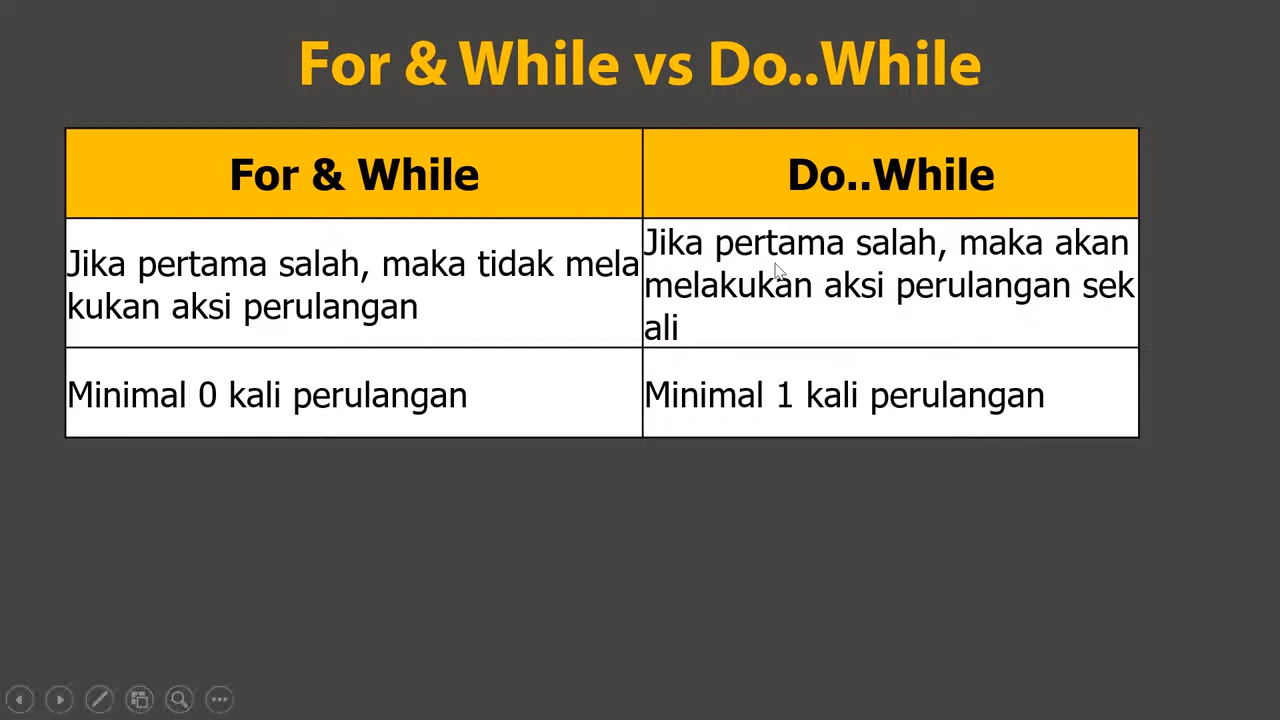 For & While vs Do..While
For & While
Do..While
Jika pertama salah, maka tidak mela
kukan aksi perulangan
Jika pertama salah, maka akan
melakukan aksi perulangan sek
ali
Minimal 0 kali perulangan
Minimal 1 kali perulangan